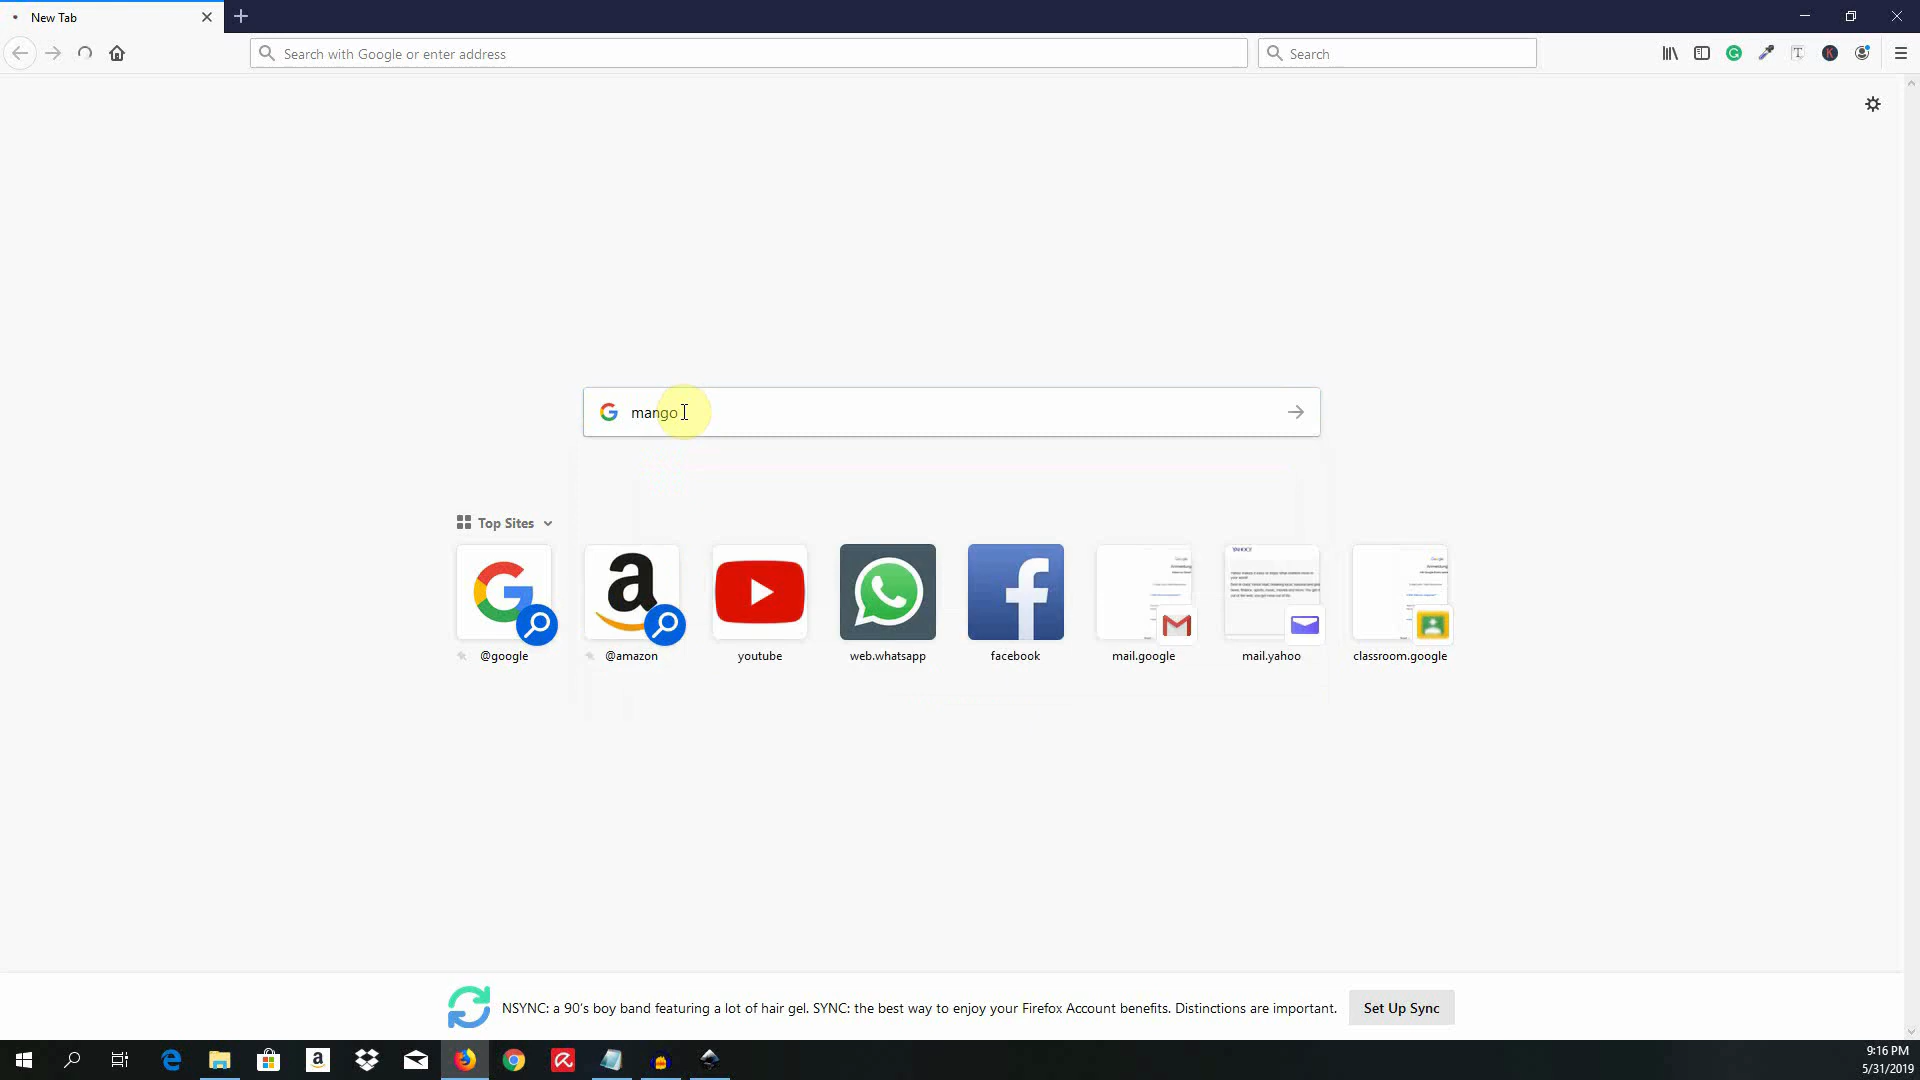 New Tab
Search with Google or enter address
Search
mango
Top Sites
@google
@amazon
youtube
web.whatsapp
facebook
mail.google
mail.yahoo
classroom.google
NSYNC: a 90's boy band featuring a lot of hair gel. SYNC: the best way to enjoy your Firefox Account benefits. Distinctions are important.
Set Up Sync
9:16 PM
5/31/2019